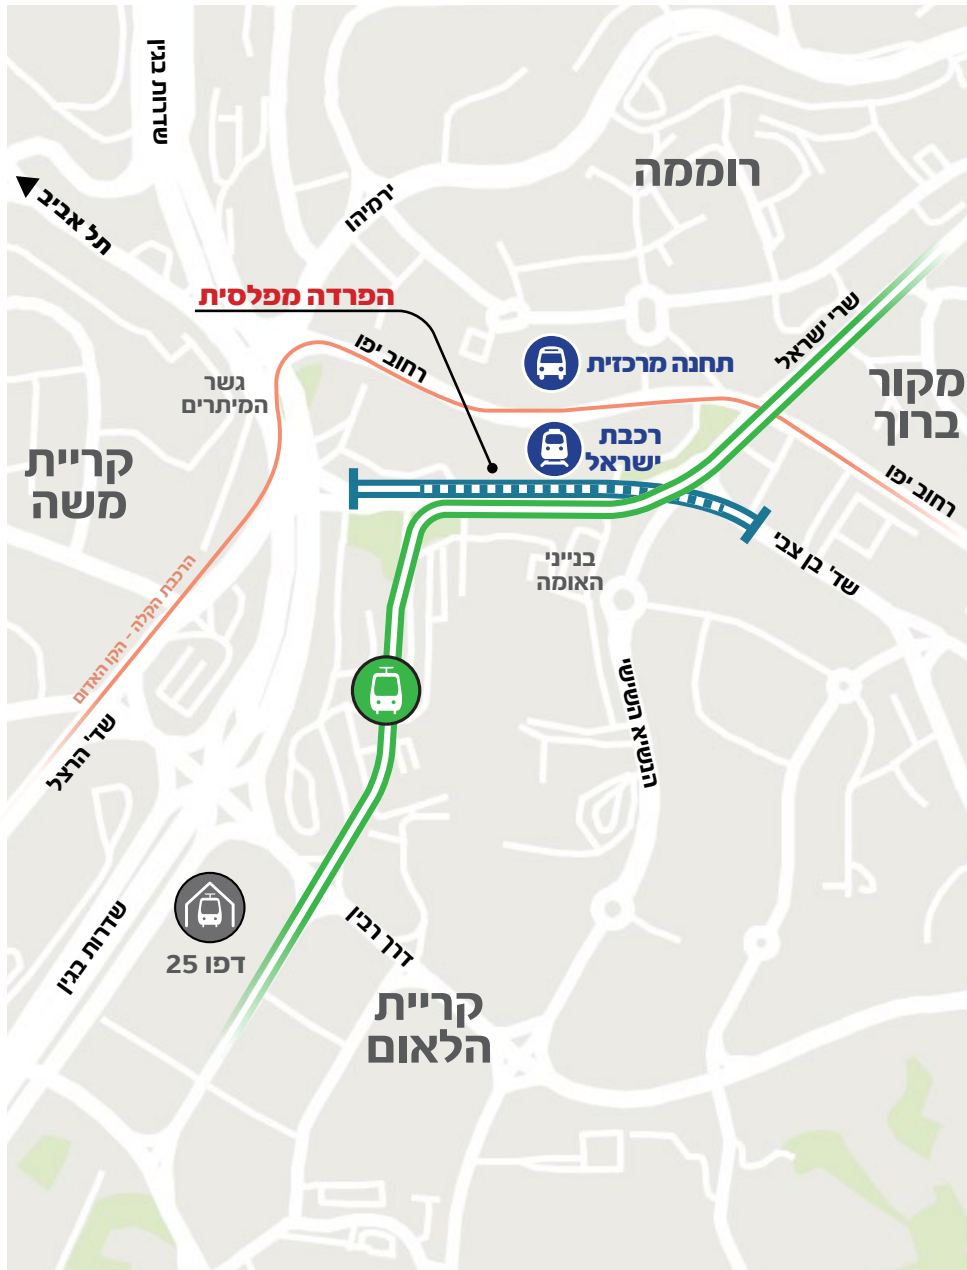 שדרות בגין
רוממה
תל אביב
ירמיהו
הפרדה מפלסית
שרי ישראל
רחוב יפו
תחנה מרכזית
גשר
המיתרים
מקור
ברוך
רכבת
ישראל
קריית
משה
רחוב יפו
שד' בן צבי
בנייני
האומה
הרכבת הקלה - הקו האדום
הנשיא השישי
שד' הרצל
שדרות בגין
דרך רבין
דפו 25
קריית
הלאום